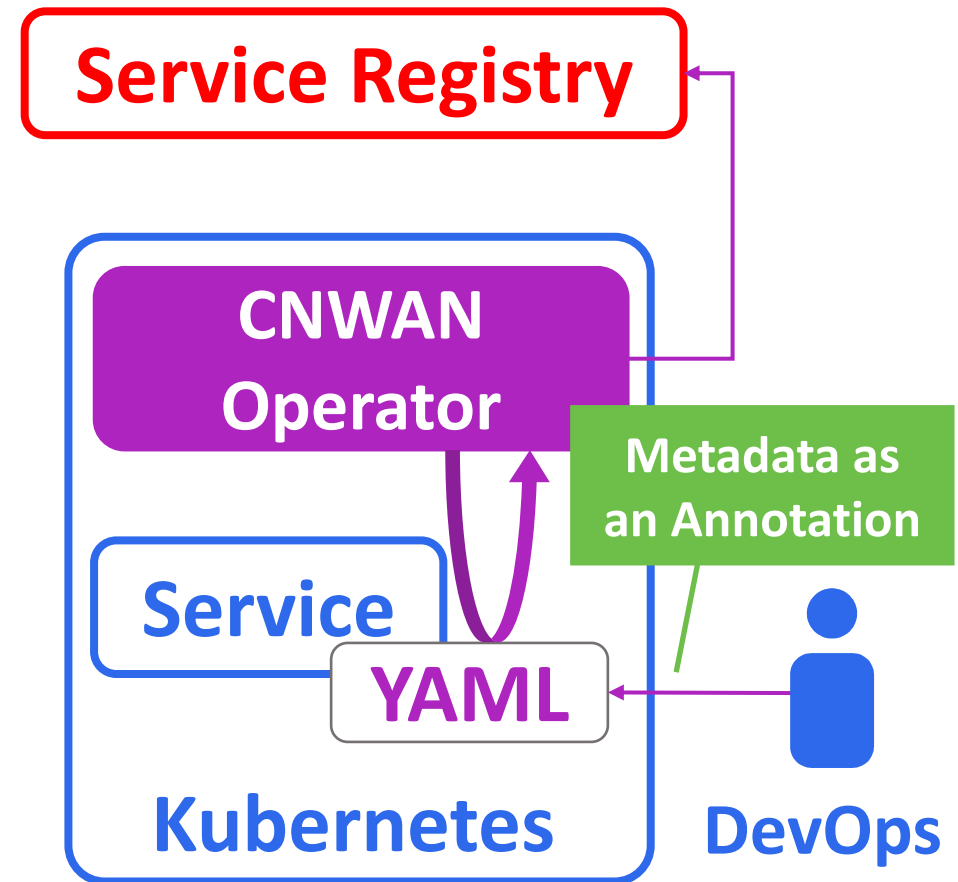 Service Registry
CNWAN
Operator
Metadata as
an Annotation
Service
YAML
Kubernetes
DevOps